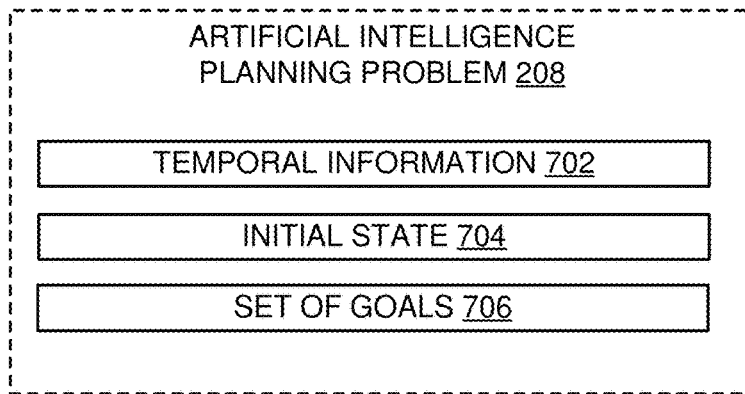 ARTIFICIAL INTELLIGENCE
PLANNING PROBLEM 208
TEMPORAL INFORMATION 702
INITIAL STATE 704
SET OF GOALS 706